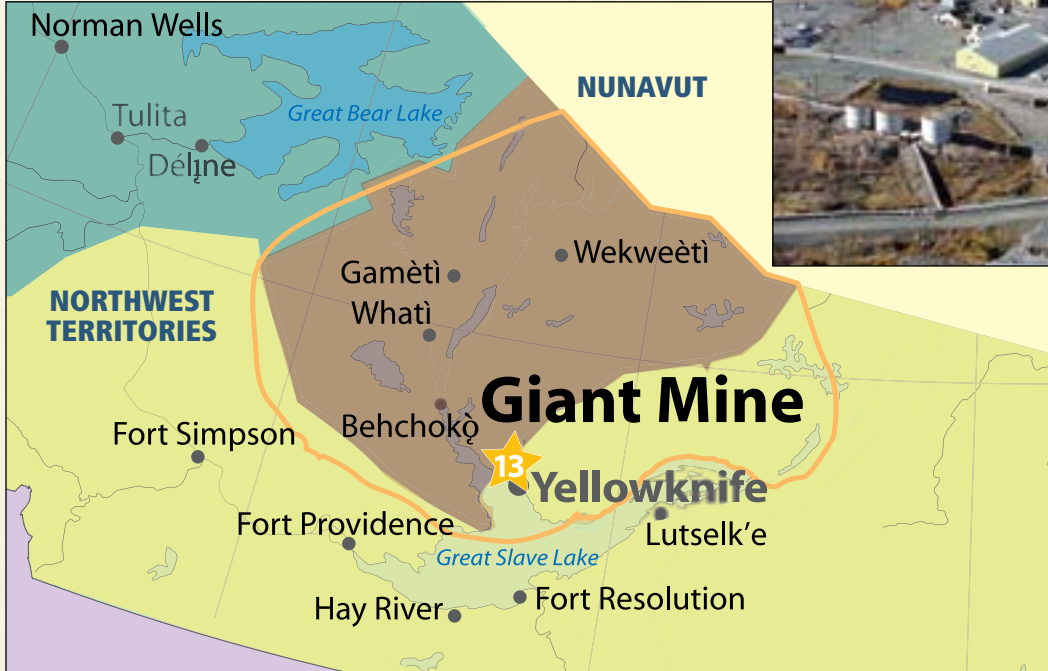 Norman Wells
NUNAVUT
Tulita
Great Bear Lake
Délı̨ne
Wekweètì
Gamètì
NORTHWEST
TERRITORIES
Whatì
Giant Mine
Behchokǫ̀
Fort Simpson
13
Yellowknife
Fort Providence
Lutselk’e
Great Slave Lake
Fort Resolution
Hay River